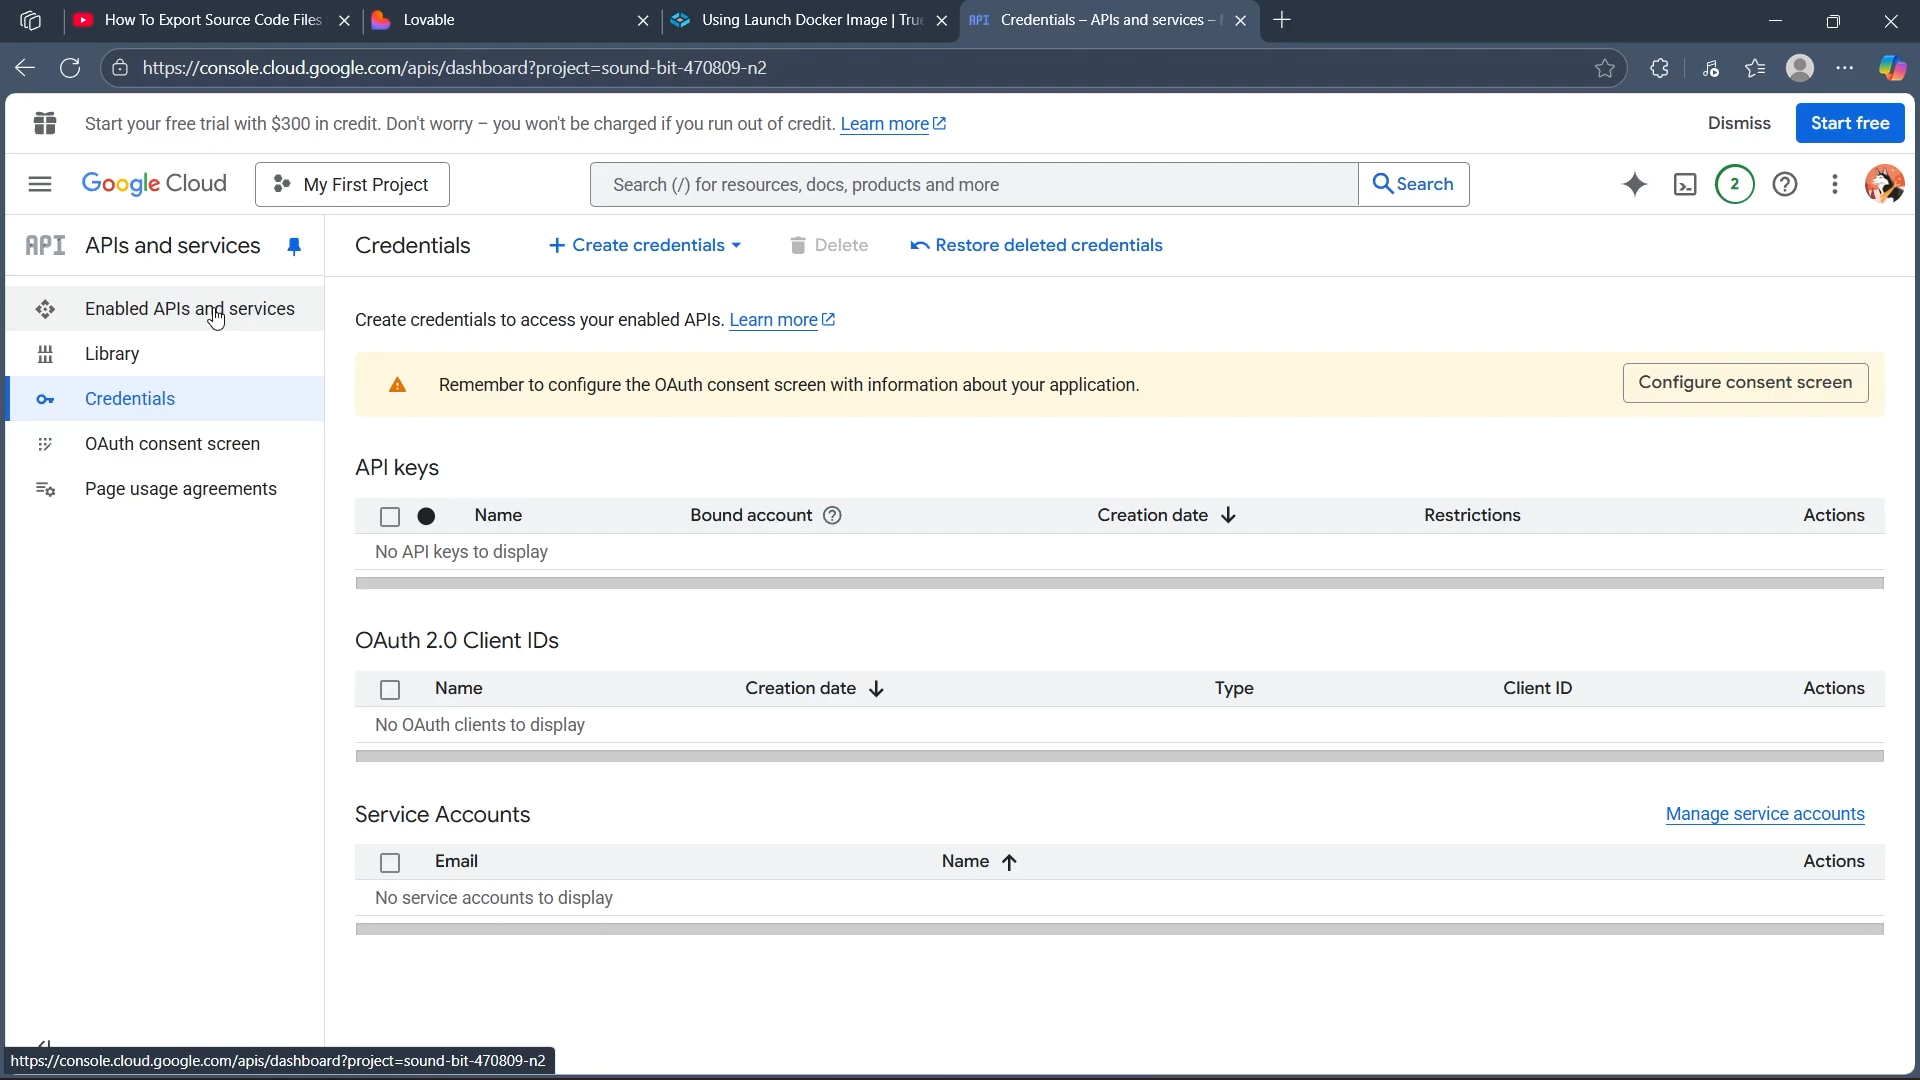 How To Export Source Code Files
Lovable
Using Launch Docker Image | True
API Credentials – APIs and services –
https://console.cloud.google.com/apis/dashboard?project=sound-bit-470809-n2
Start your free trial with $300 in credit. Don't worry – you won't be charged if you run out of credit. Learn more
Dismiss
Start free
Google Cloud
My First Project
Search (/) for resources, docs, products and more
Search
2
API APIs and services
Credentials
+ Create credentials
Delete
Restore deleted credentials
Enabled APIs and services
Library
Credentials
OAuth consent screen
Page usage agreements
Create credentials to access your enabled APIs. Learn more
Remember to configure the OAuth consent screen with information about your application.
Configure consent screen
API keys
Name Bound account Creation date Restrictions Actions
No API keys to display
OAuth 2.0 Client IDs
Name Creation date Type Client ID Actions
No OAuth clients to display
Service Accounts
Manage service accounts
Email Name Actions
No service accounts to display
https://console.cloud.google.com/apis/dashboard?project=sound-bit-470809-n2